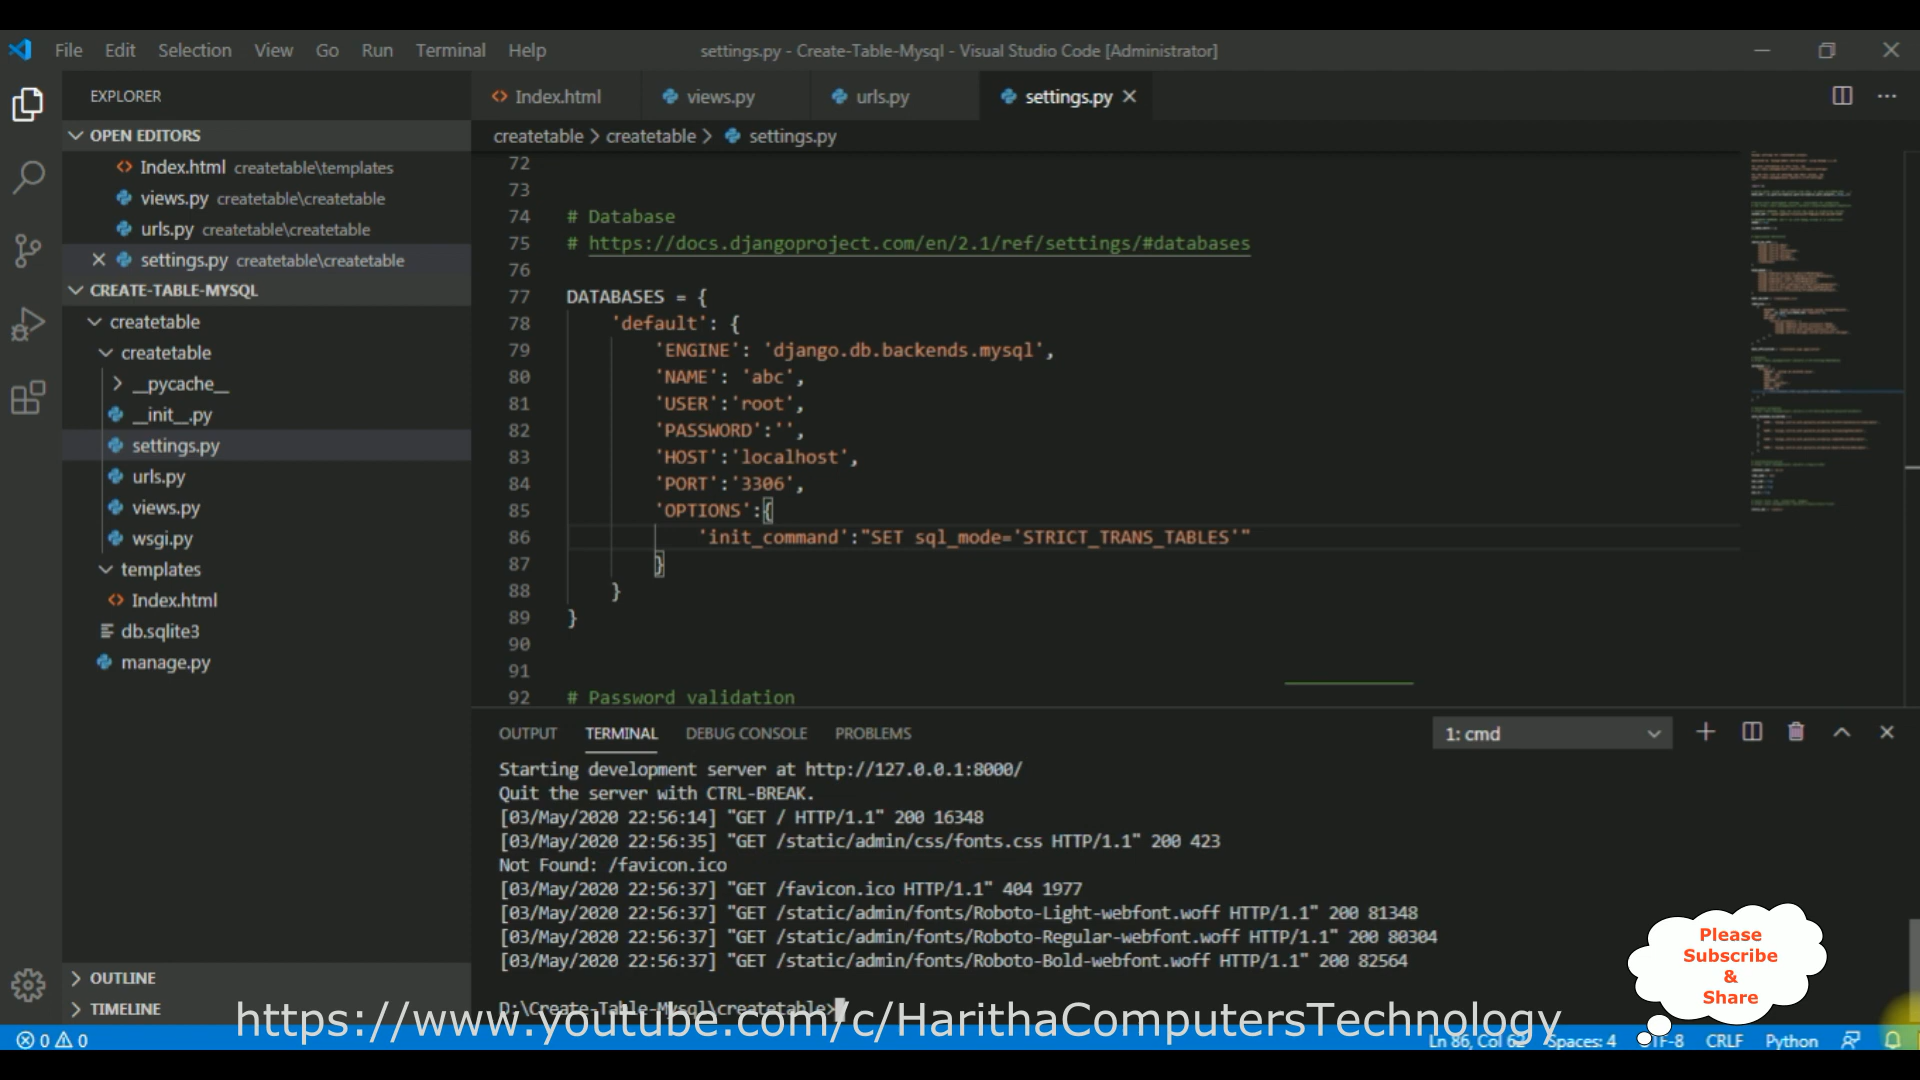 File Edit Selection View Go Run Terminal Help settings.py - Create-Table-Mysql - Visual Studio Code [Administrator]
EXPLORER
OPEN EDITORS
Index.html createtable\templates
views.py createtable\createtable
urls.py createtable\createtable
settings.py createtable\createtable
CREATE-TABLE-MYSQL
createtable
createtable
__pycache__
__init__.py
settings.py
urls.py
views.py
wsgi.py
templates
Index.html
db.sqlite3
manage.py
OUTLINE
TIMELINE
Index.html views.py urls.py settings.py
createtable > createtable > settings.py
72
73
74 # Database
75 # https://docs.djangoproject.com/en/2.1/ref/settings/#databases
76
77 DATABASES = {
78 'default': {
79 'ENGINE': 'django.db.backends.mysql',
80 'NAME': 'abc',
81 'USER':'root',
82 'PASSWORD':'',
83 'HOST':'localhost',
84 'PORT':'3306',
85 'OPTIONS':{
86 'init_command':"SET sql_mode='STRICT_TRANS_TABLES'"
87 }
88 }
89 }
90
91
92 # Password validation
OUTPUT TERMINAL DEBUG CONSOLE PROBLEMS 1: cmd
Starting development server at http://127.0.0.1:8000/
Quit the server with CTRL-BREAK.
[03/May/2020 22:56:14] "GET / HTTP/1.1" 200 16348
[03/May/2020 22:56:35] "GET /static/admin/css/fonts.css HTTP/1.1" 200 423
Not Found: /favicon.ico
[03/May/2020 22:56:37] "GET /favicon.ico HTTP/1.1" 404 1977
[03/May/2020 22:56:37] "GET /static/admin/fonts/Roboto-Light-webfont.woff HTTP/1.1" 200 81348
[03/May/2020 22:56:37] "GET /static/admin/fonts/Roboto-Regular-webfont.woff HTTP/1.1" 200 80304
[03/May/2020 22:56:37] "GET /static/admin/fonts/Roboto-Bold-webfont.woff HTTP/1.1" 200 82564
D:\Create-Table-Mysql\createtable>
https://www.youtube.com/c/HarithaComputersTechnology
Please
Subscribe
&
Share
0 0 Ln 86, Col 62 Spaces: 4 UTF-8 CRLF Python